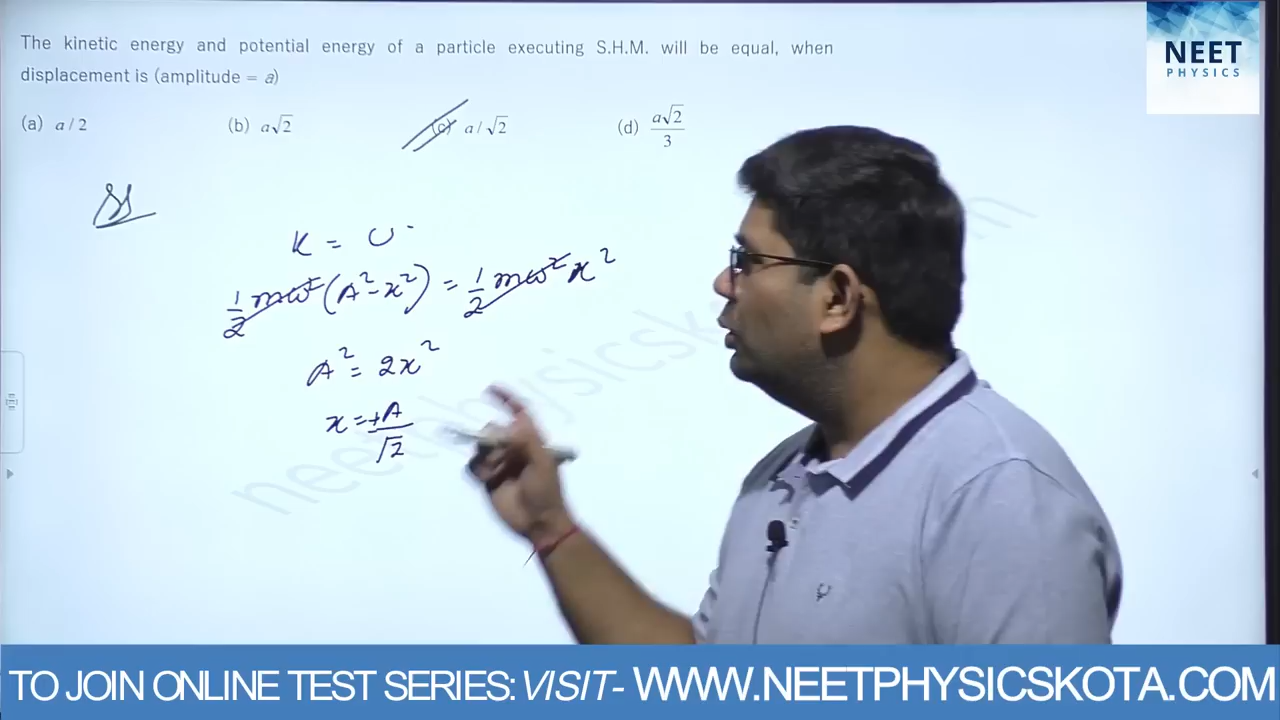 The kinetic energy and potential energy of a particle executing S.H.M. will be equal, when
displacement is (amplitude = a)
(a) a / 2 (b) a√2 (c) a / √2 (d) a√2/3
NEET
PHYSICS
K = U
1/2 mω² (A² - x²) = 1/2 mω² x²
A² = 2x²
x = ±A/√2
neetphysicsk
m
TO JOIN ONLINE TEST SERIES: VISIT- WWW.NEETPHYSICSKOTA.COM